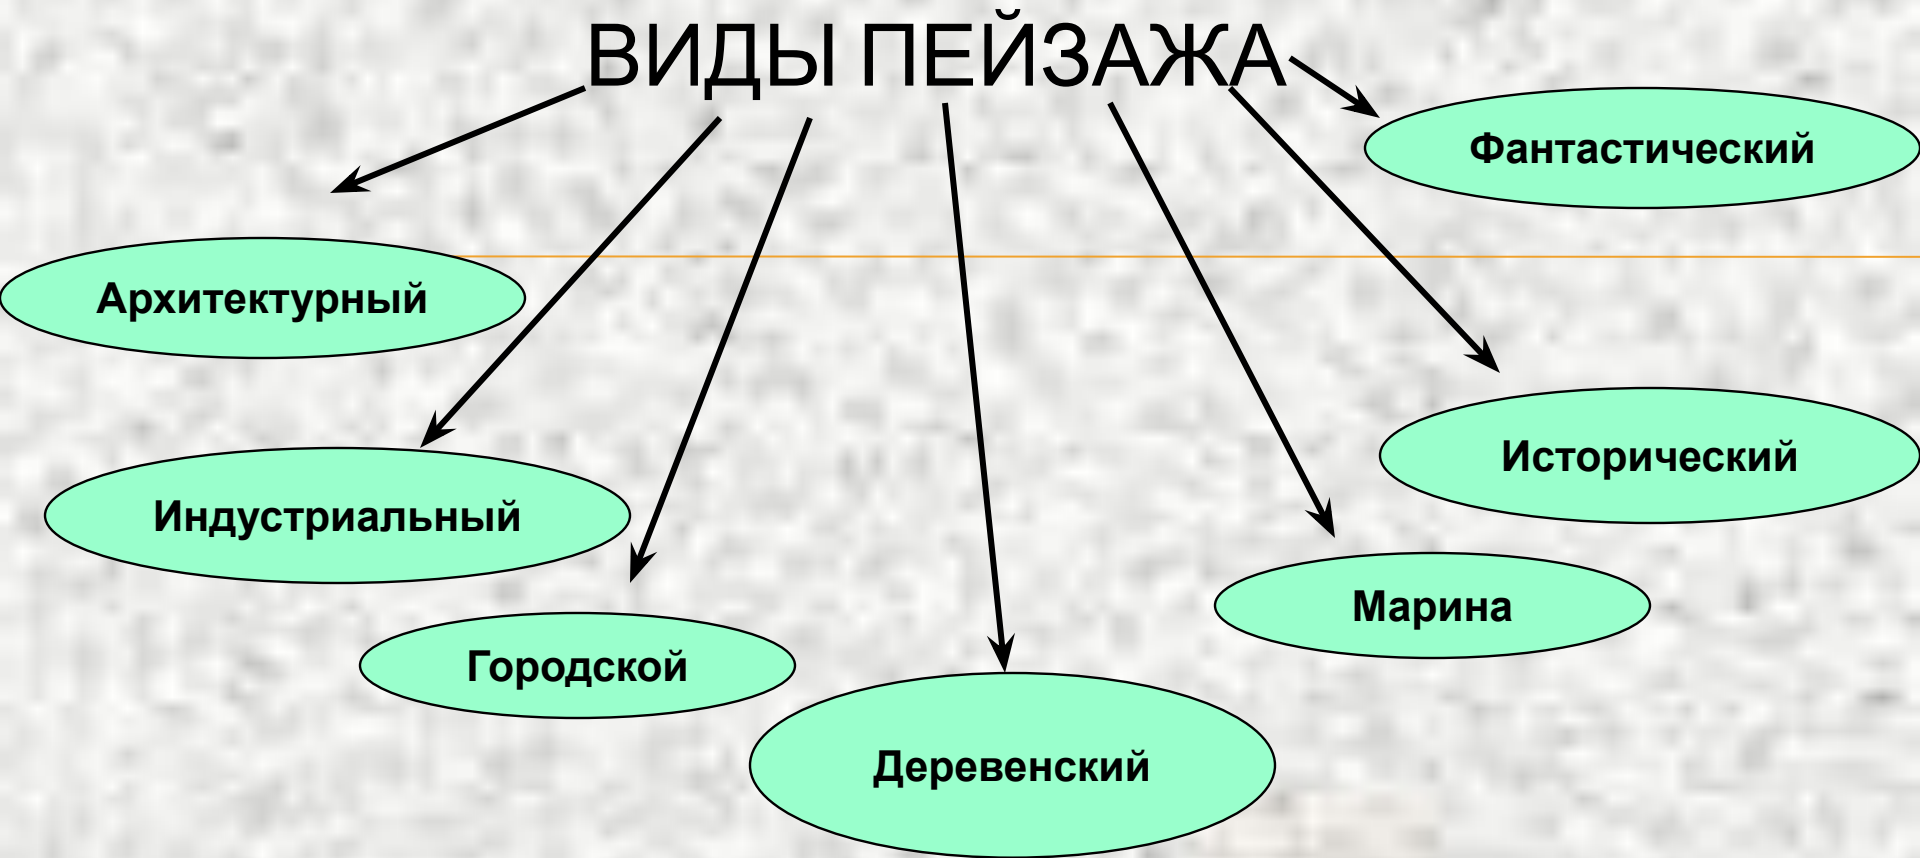 ВИДЫ ПЕЙЗАЖА
Фантастический
Архитектурный
Исторический
Индустриальный
Марина
Городской
Деревенский